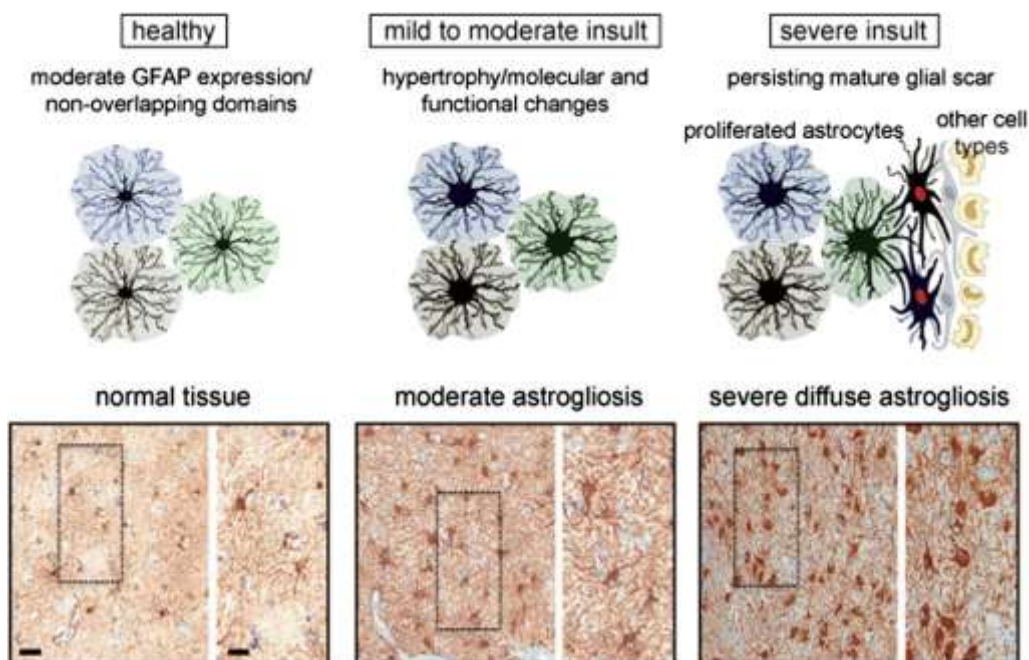 healthy
mild to moderate insult
severe insult
moderate GFAP expression/
non-overlapping domains
hypertrophy/molecular and
functional changes
persisting mature glial scar
proliferated astrocytes
other cell
types
normal tissue
moderate astrogliosis
severe diffuse astrogliosis